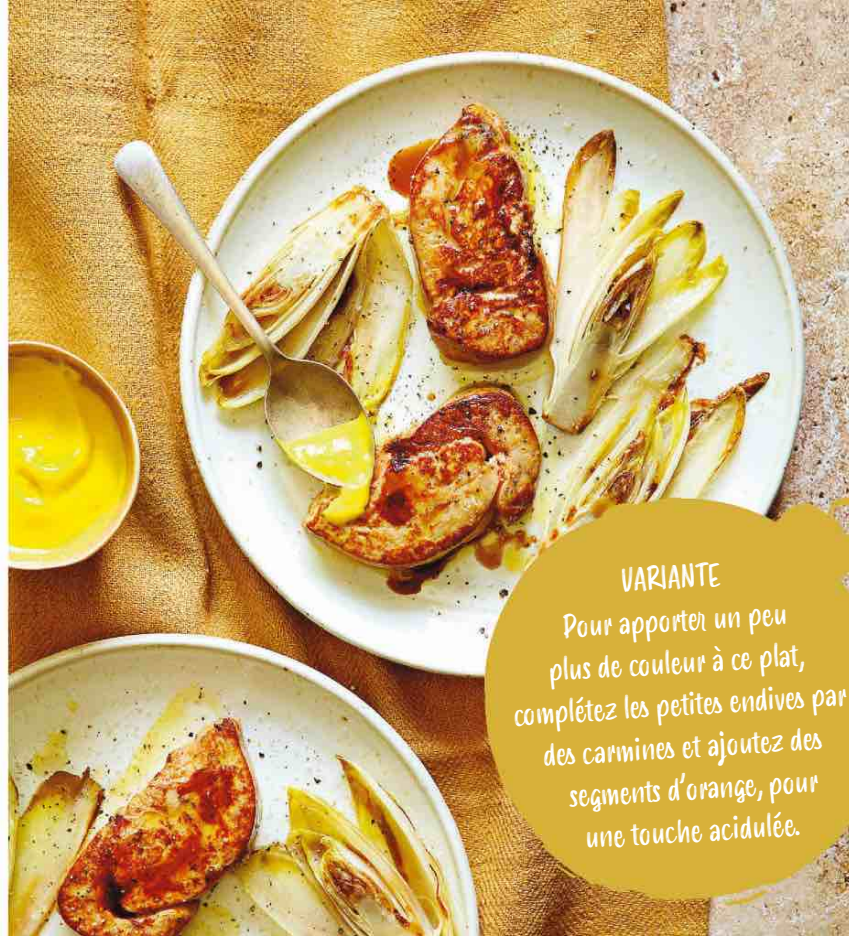 VARIANTE
Pour apporter un peu
plus de couleur à ce plat,
complétez les petites endives par
des carmines et ajoutez des
segments d'orange, pour
une touche acidulée.